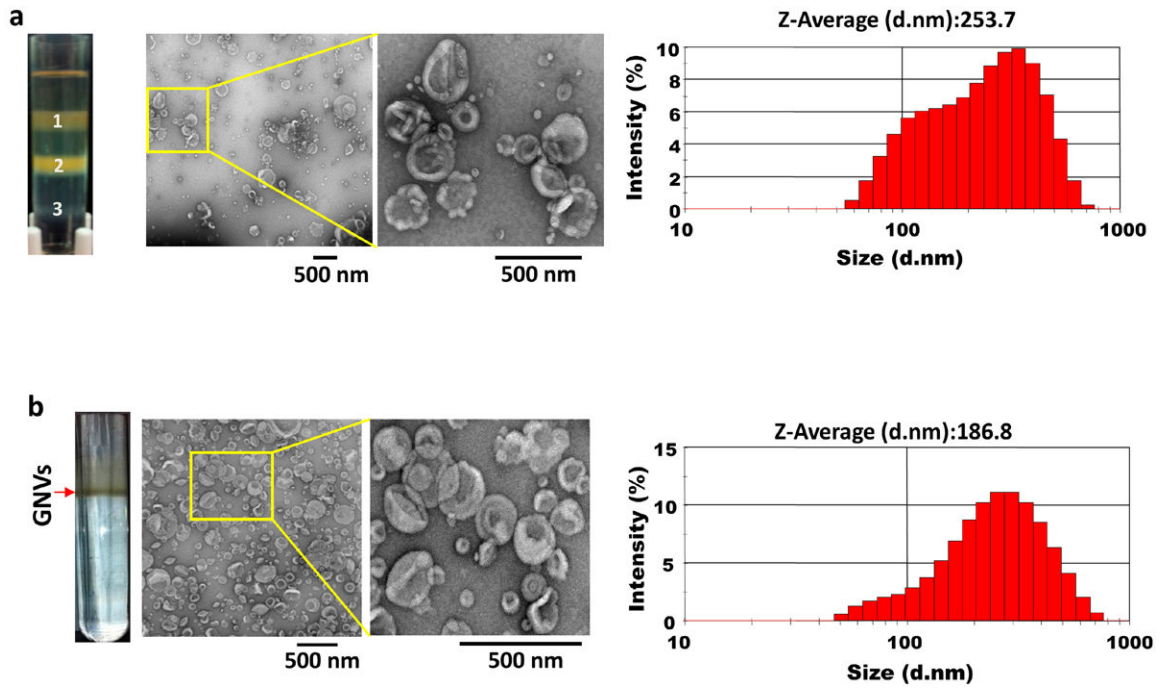 a
1
2
3
500 nm
500 nm
Z-Average (d.nm):253.7
Intensity (%)
10
8
6
4
2
0
10
100
1000
Size (d.nm)
b
GNVs
500 nm
500 nm
Z-Average (d.nm):186.8
Intensity (%)
15
10
5
0
10
100
1000
Size (d.nm)